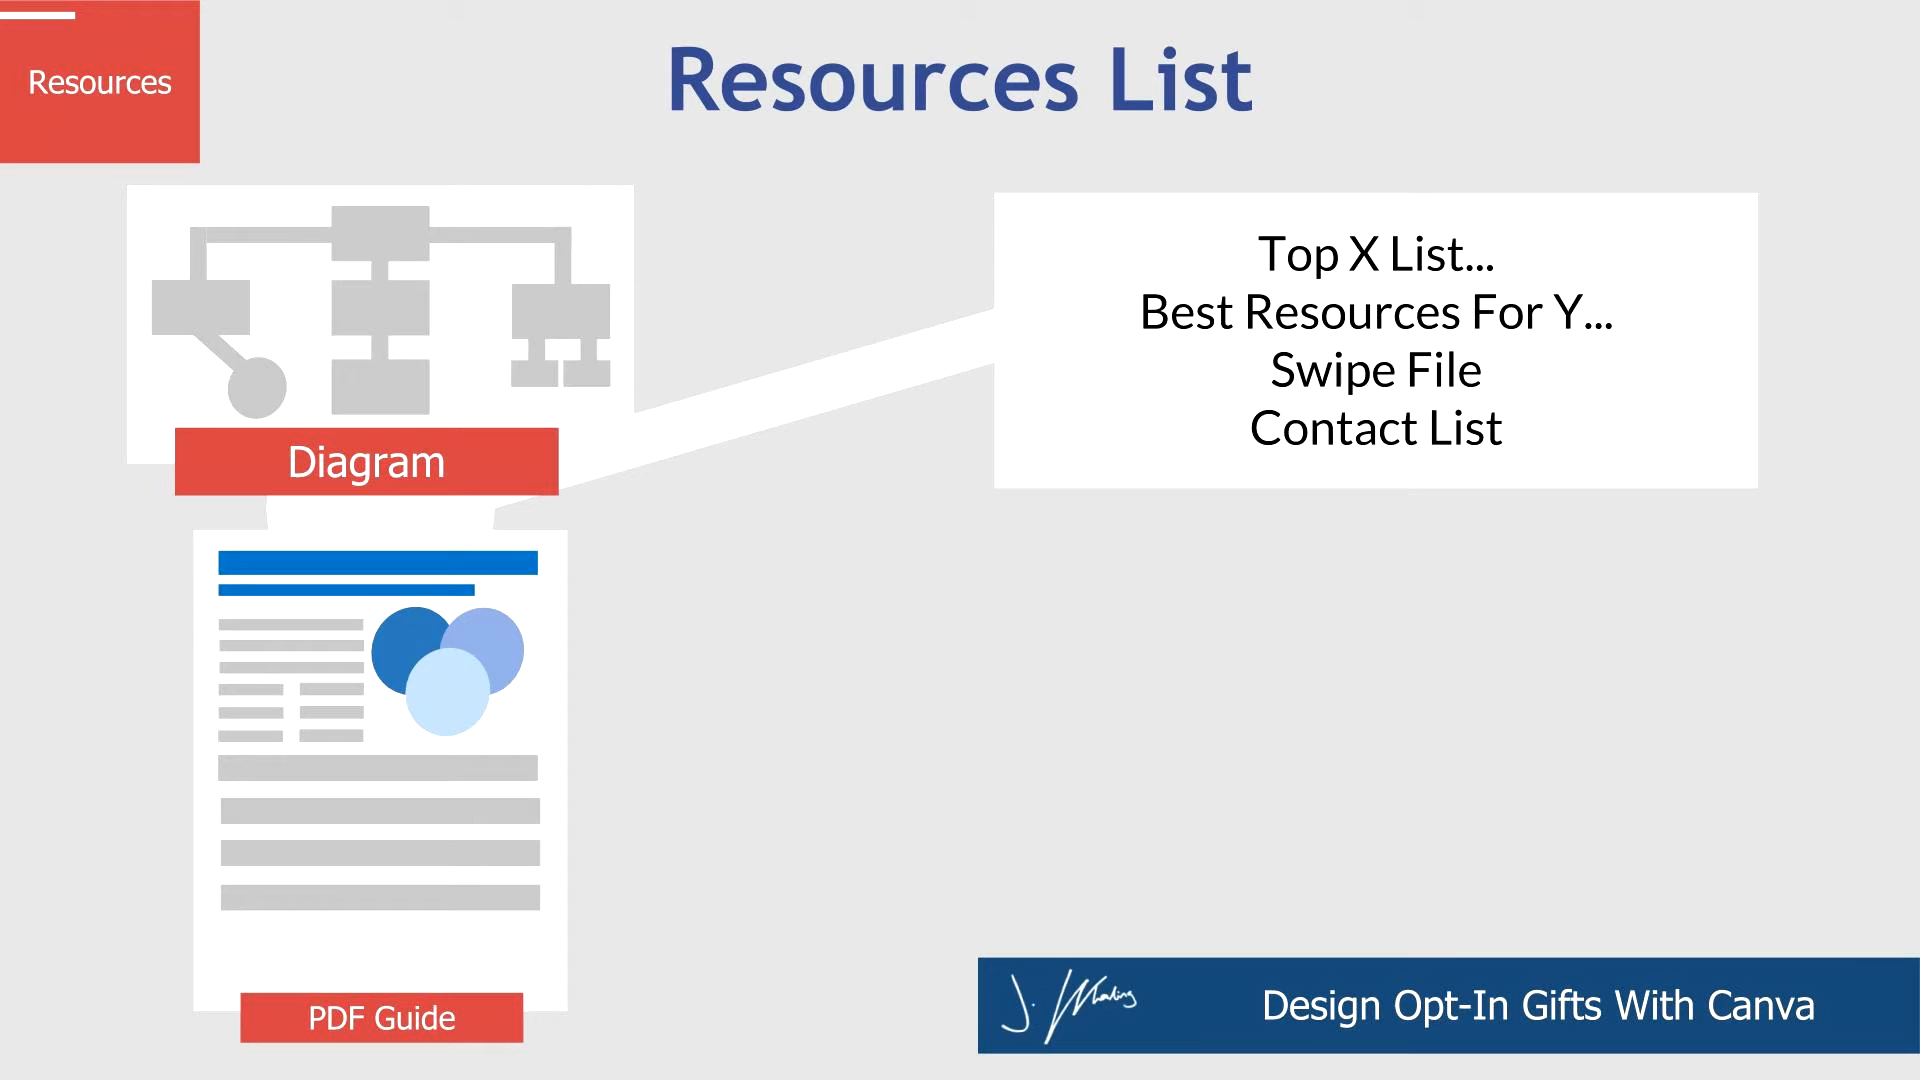 Resources
Resources List
Top X List...
Best Resources For Y...
Swipe File
Contact List
Diagram
PDF Guide
Design Opt-In Gifts With Canva